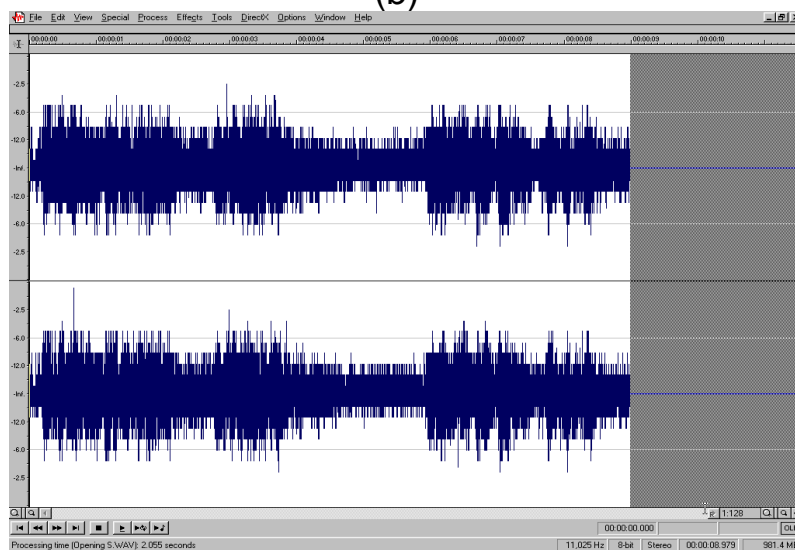 (b)
File Edit View Special Process Effects Tools DirectX Options Window Help
00:00:00 00:00:01 00:00:02 00:00:03 00:00:04 00:00:05 00:00:06 00:00:07 00:00:08 00:00:09 00:00:10
-2.5
-6.0
-12.0
-Inf.
-12.0
-6.0
-2.5
-2.5
-6.0
-12.0
-Inf.
-12.0
-6.0
-2.5
1:128
00:00:00.000
Processing time (Opening S.WAV): 2.055 seconds 11,025 Hz 8-bit Stereo 00:00:08.979 981.4 M